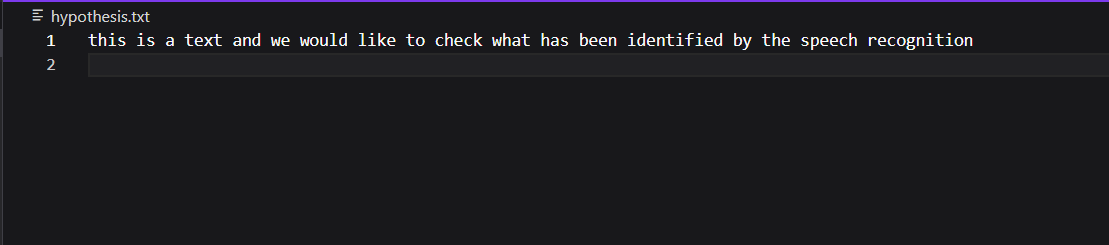 hypothesis.txt
1 this is a text and we would like to check what has been identified by the speech recognition
2